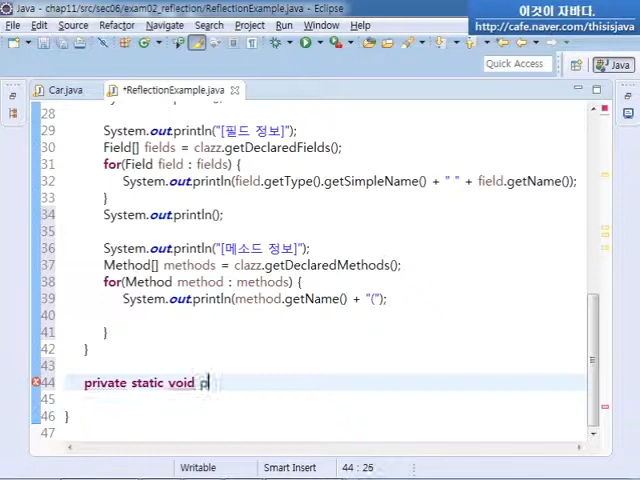 Java - chap11/src/sec06/exam02_reflection/ReflectionExample.java - Eclipse
이것이 자바다.
http://cafe.naver.com/thisisjava
File Edit Source Refactor Navigate Search Project Run Window Help
Quick Access
Java
Car.java
*ReflectionExample.java
28
29 System.out.println("[필드 정보]");
30 Field[] fields = clazz.getDeclaredFields();
31 for(Field field : fields) {
32 System.out.println(field.getType().getSimpleName() + " " + field.getName());
33 }
34 System.out.println();
35
36 System.out.println("[메소드 정보]");
37 Method[] methods = clazz.getDeclaredMethods();
38 for(Method method : methods) {
39 System.out.println(method.getName() + "(");
40
41 }
42 }
43
44 private static void p
45
46 }
47
Writable Smart Insert 44 : 25